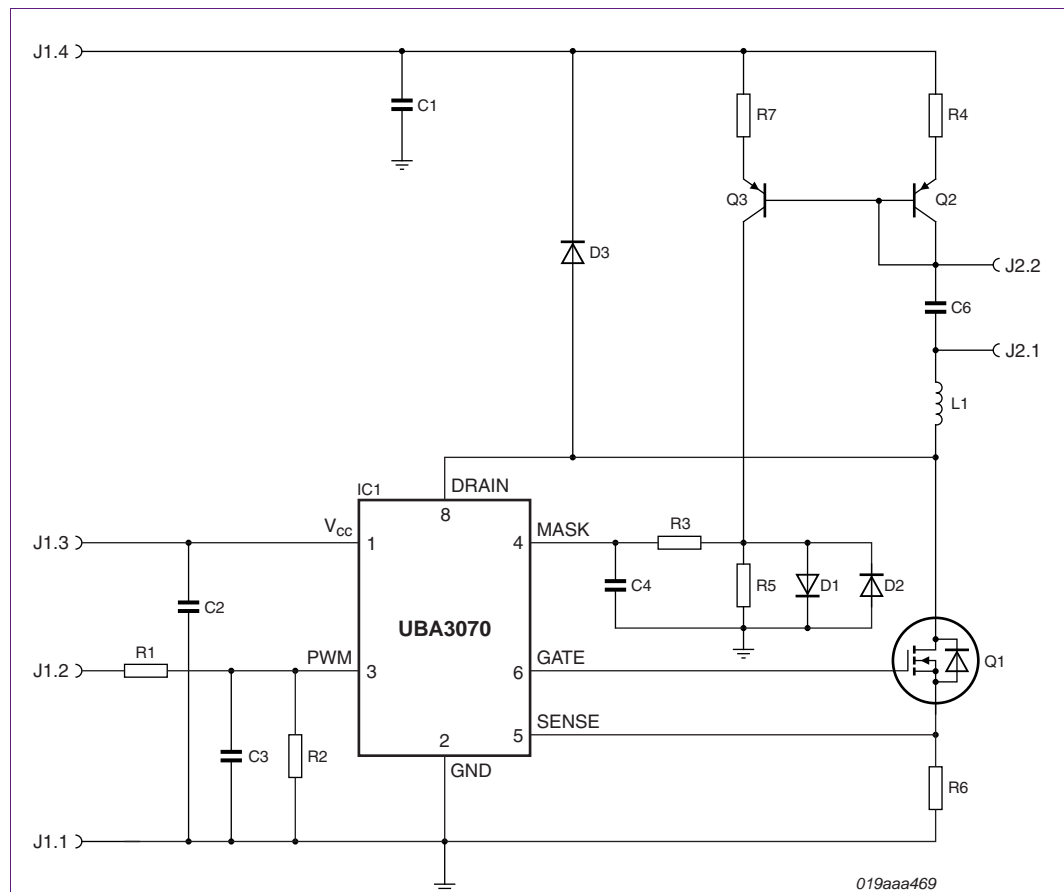 J1.4
C1
R7
R4
Q3
Q2
D3
J2.2
C6
J2.1
L1
IC1
DRAIN
8
J1.3
VCC
1
4
MASK
R3
C2
C4
R5
D1
D2
UBA3070
J1.2
R1
PWM
3
6
GATE
Q1
C3
R2
2
GND
5
SENSE
R6
J1.1
019aaa469